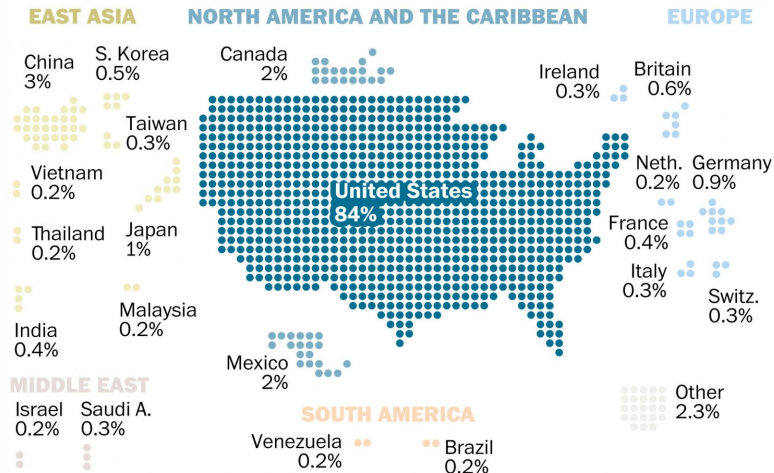 EAST ASIA
China
3%
S. Korea
0.5%
Taiwan
0.3%
Vietnam
0.2%
Thailand
0.2%
Japan
1%
India
0.4%
Malaysia
0.2%
NORTH AMERICA AND THE CARIBBEAN
Canada
2%
United States
84%
Mexico
2%
EUROPE
Ireland
0.3%
Britain
0.6%
Neth.
0.2%
Germany
0.9%
France
0.4%
Italy
0.3%
Switz.
0.3%
MIDDLE EAST
Israel
0.2%
Saudi A.
0.3%
SOUTH AMERICA
Venezuela
0.2%
Brazil
0.2%
Other
2.3%